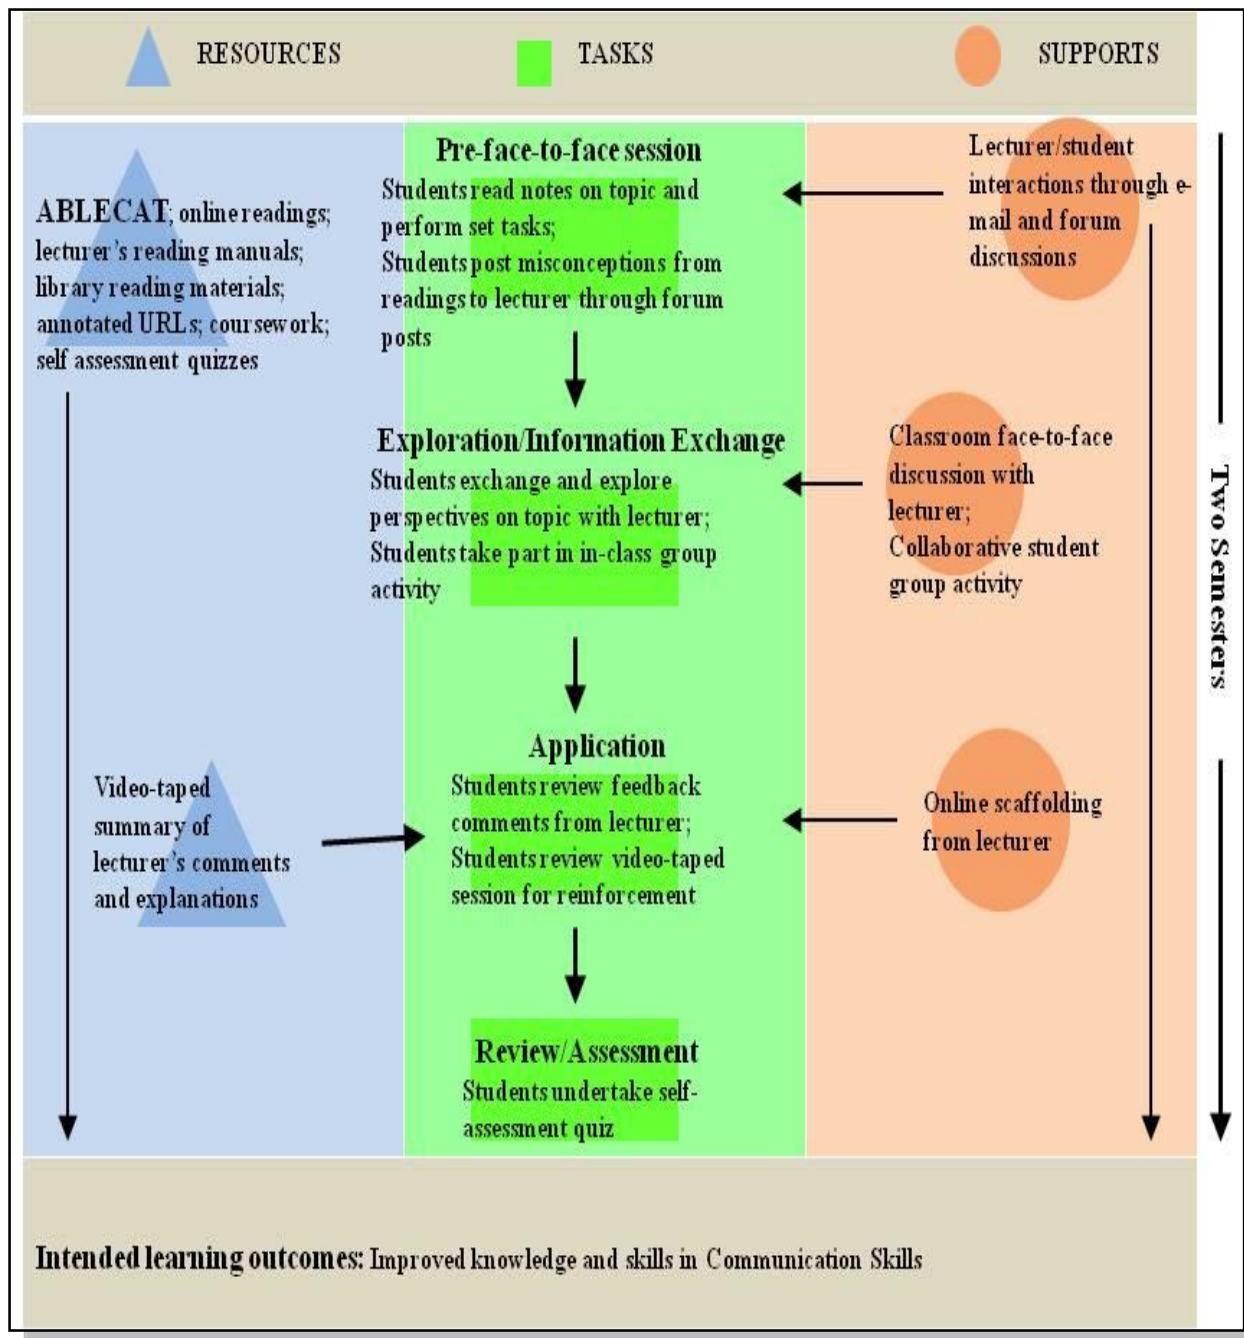 RESOURCES
TASKS
SUPPORTS
ABLECAT; online readings;
lecturer's reading manuals;
library reading materials;
annotated URLs; coursework;
self assessment quizzes
Pre-face-to-face session
Students read notes on topic and
perform set tasks;
Students post misconceptions from
readings to lecturer through forum
posts
Lecturer/student
interactions through e-
mail and forum
discussions
Exploration/Information Exchange
Students exchange and explore
perspectives on topic with lecturer;
Students take part in in-class group
activity
Classroom face-to-face
discussion with
lecturer;
Collaborative student
group activity
Two Semesters
Video-taped
summary of
lecturer's comments
and explanations
Application
Students review feedback
comments from lecturer;
Students review video-taped
session for reinforcement
Online scaffolding
from lecturer
Review/Assessment
Students undertake self-
assessment quiz
Intended learning outcomes: Improved knowledge and skills in Communication Skills